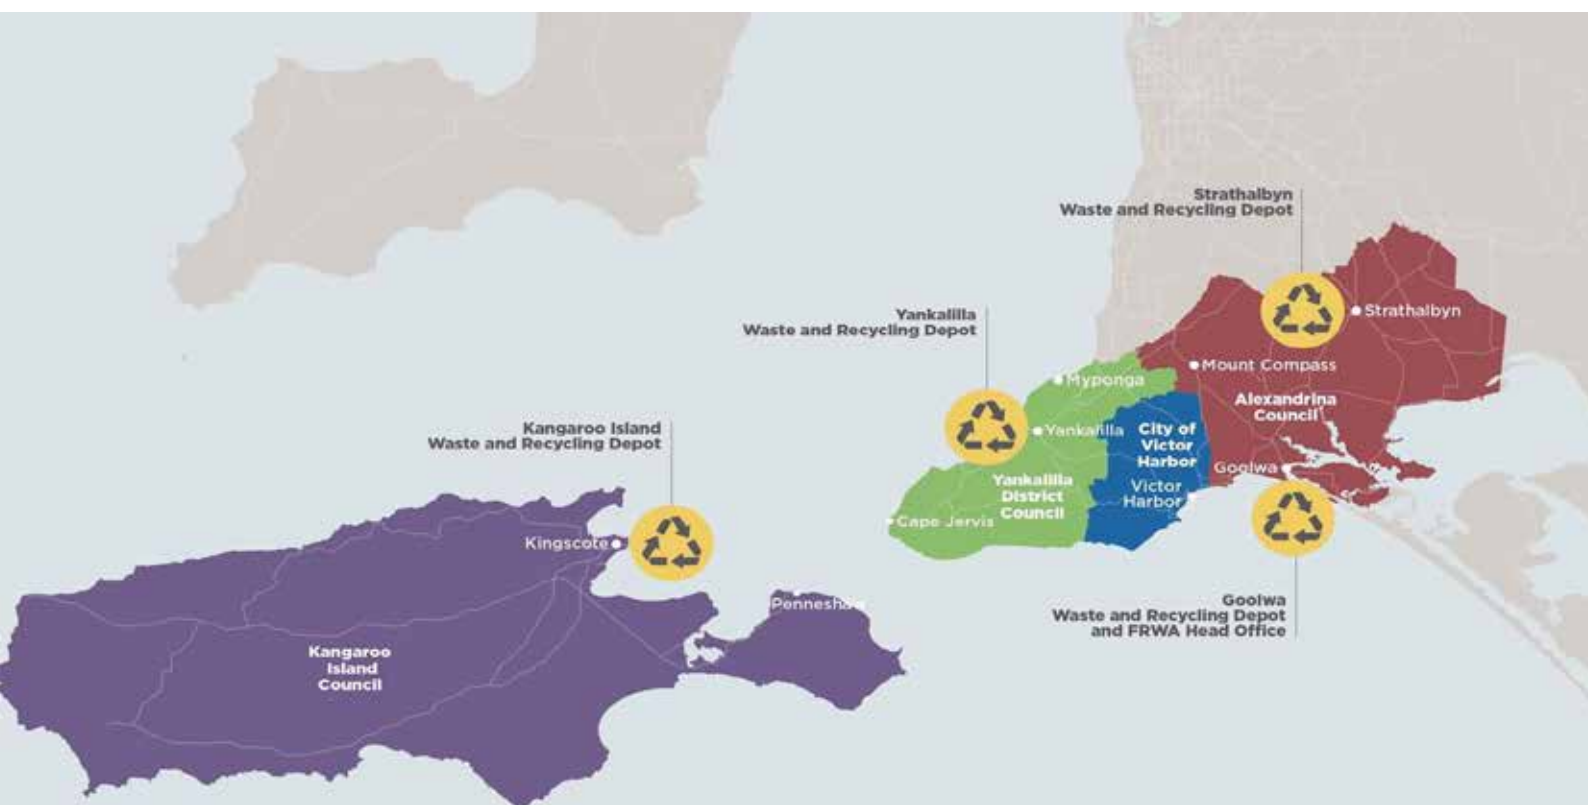 Strathalbyn
Waste and Recycling Depot
Yankalilla
Waste and Recycling Depot
Strathalbyn
Mount Compass
Myponga
Alexandrina
Council
Kangaroo Island
Waste and Recycling Depot
Yankalilla
City of
Victor
Harbor
Goolwa
Yankalilla
District
Council
Victor
Harbor
Cape Jervis
Kingscote
Penneshaw
Goolwa
Waste and Recycling Depot
and FRWA Head Office
Kangaroo
Island
Council